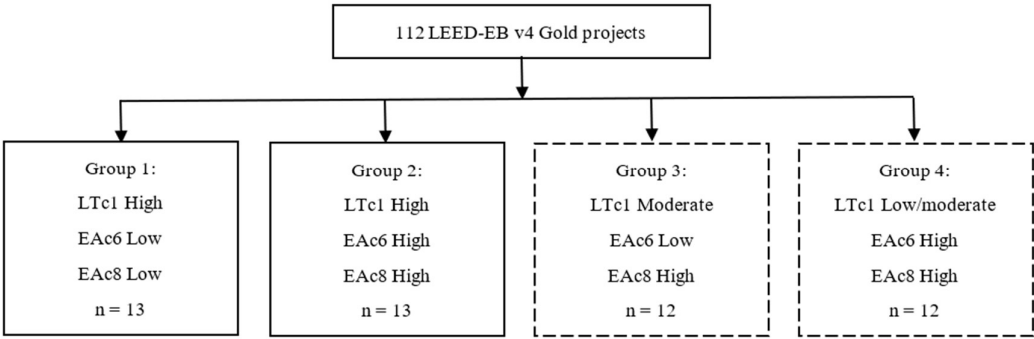 112 LEED-EB v4 Gold projects
Group 1:
LTc1 High
EAc6 Low
EAc8 Low
n = 13
Group 2:
LTc1 High
EAc6 High
EAc8 High
n = 13
Group 3:
LTc1 Moderate
EAc6 Low
EAc8 High
n = 12
Group 4:
LTc1 Low/moderate
EAc6 High
EAc8 High
n = 12